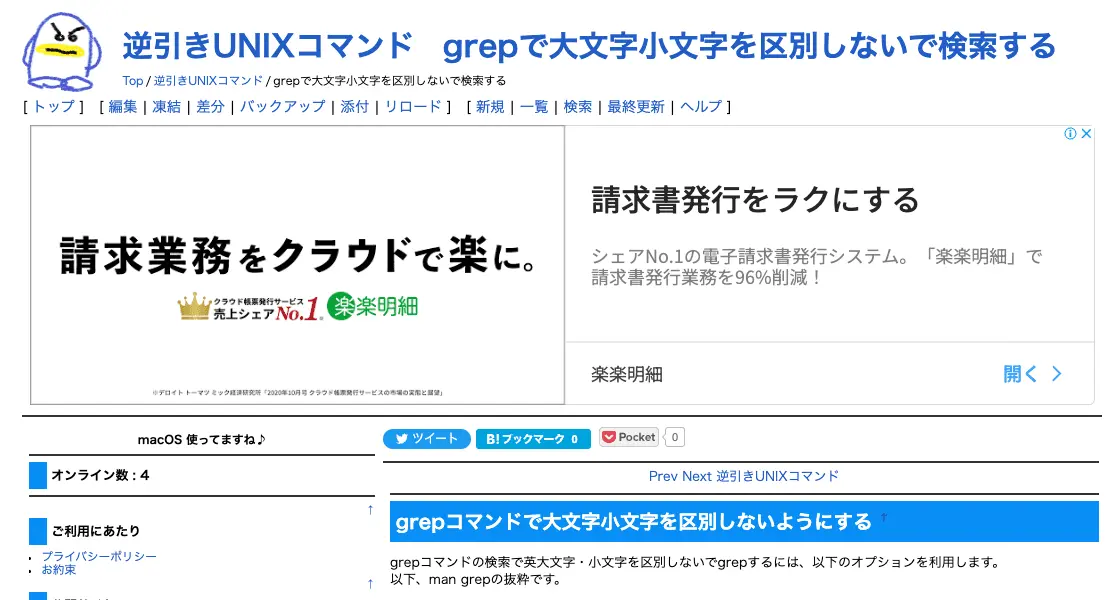 逆引きUNIXコマンド　grepで大文字小文字を区別しないで検索する
Top / 逆引きUNIXコマンド / grepで大文字小文字を区別しないで検索する
[ トップ ] [ 編集 | 凍結 | 差分 | バックアップ | 添付 | リロード ] [ 新規 | 一覧 | 検索 | 最終更新 | ヘルプ ]
請求業務をクラウドで楽に。
クラウド帳票発行サービス
売上シェアNo.1。
楽楽明細
※デロイト トーマツ ミック経済研究所「2020年10月号 クラウド帳票発行サービスの市場の実態と展望」
請求書発行をラクにする
シェアNo.1の電子請求書発行システム。「楽楽明細」で
請求書発行業務を96%削減！
楽楽明細
開く
macOS 使ってますね♪
オンライン数 : 4
↑
ご利用にあたり
プライバシーポリシー
お約束
↑
ツイート
B! ブックマーク 0
Pocket 0
Prev Next 逆引きUNIXコマンド
grepコマンドで大文字小文字を区別しないようにする †
grepコマンドの検索で英大文字・小文字を区別しないでgrepするには、以下のオプションを利用します。
以下、man grepの抜粋です。